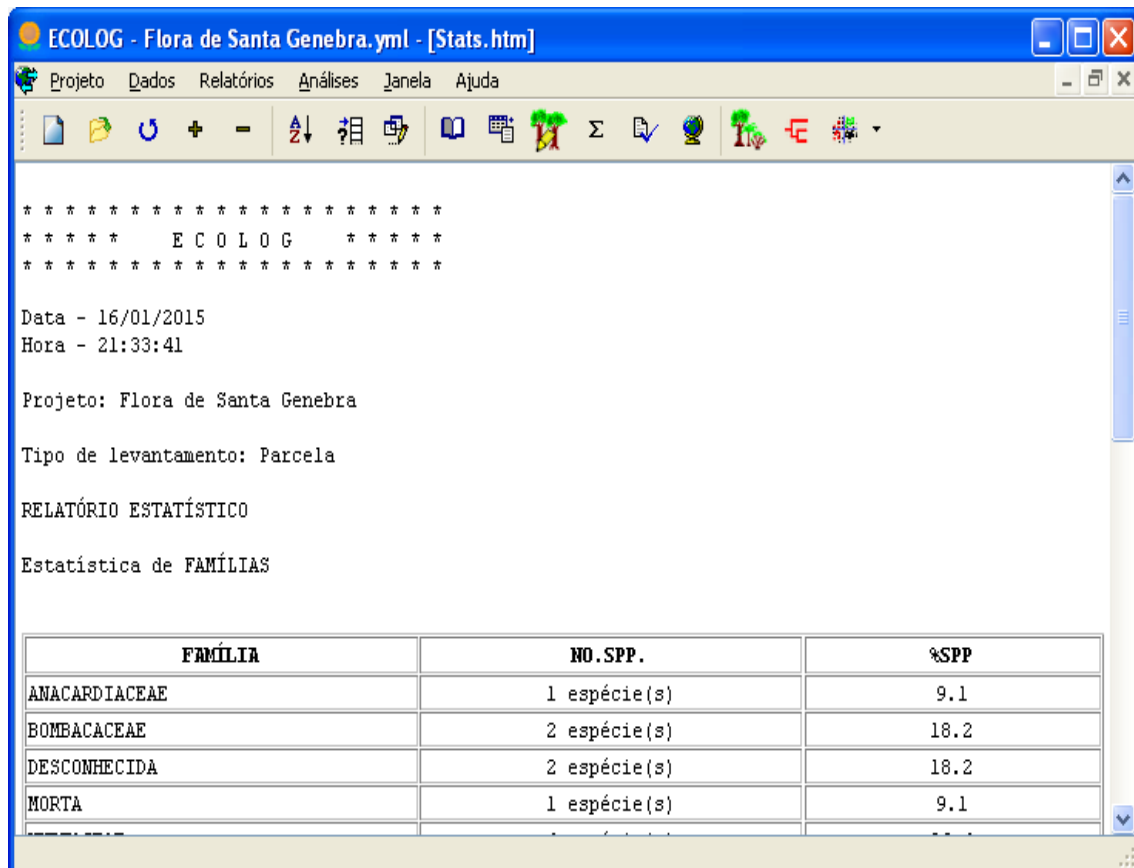 ECOLOG - Flora de Santa Genebra.yml - [Stats.htm]
Projeto Dados Relatórios Análises Janela Ajuda
* * * * * * * * * * * * * * * * * * * *
* * * * * E C O L O G * * * * *
* * * * * * * * * * * * * * * * * * * *
Data - 16/01/2015
Hora - 21:33:41
Projeto: Flora de Santa Genebra
Tipo de levantamento: Parcela
RELATÓRIO ESTATÍSTICO
Estatística de FAMÍLIAS
FAMÍLIA NO.SPP. %SPP
ANACARDIACEAE 1 espécie(s) 9.1
BOMBACACEAE 2 espécie(s) 18.2
DESCONHECIDA 2 espécie(s) 18.2
MORTA 1 espécie(s) 9.1